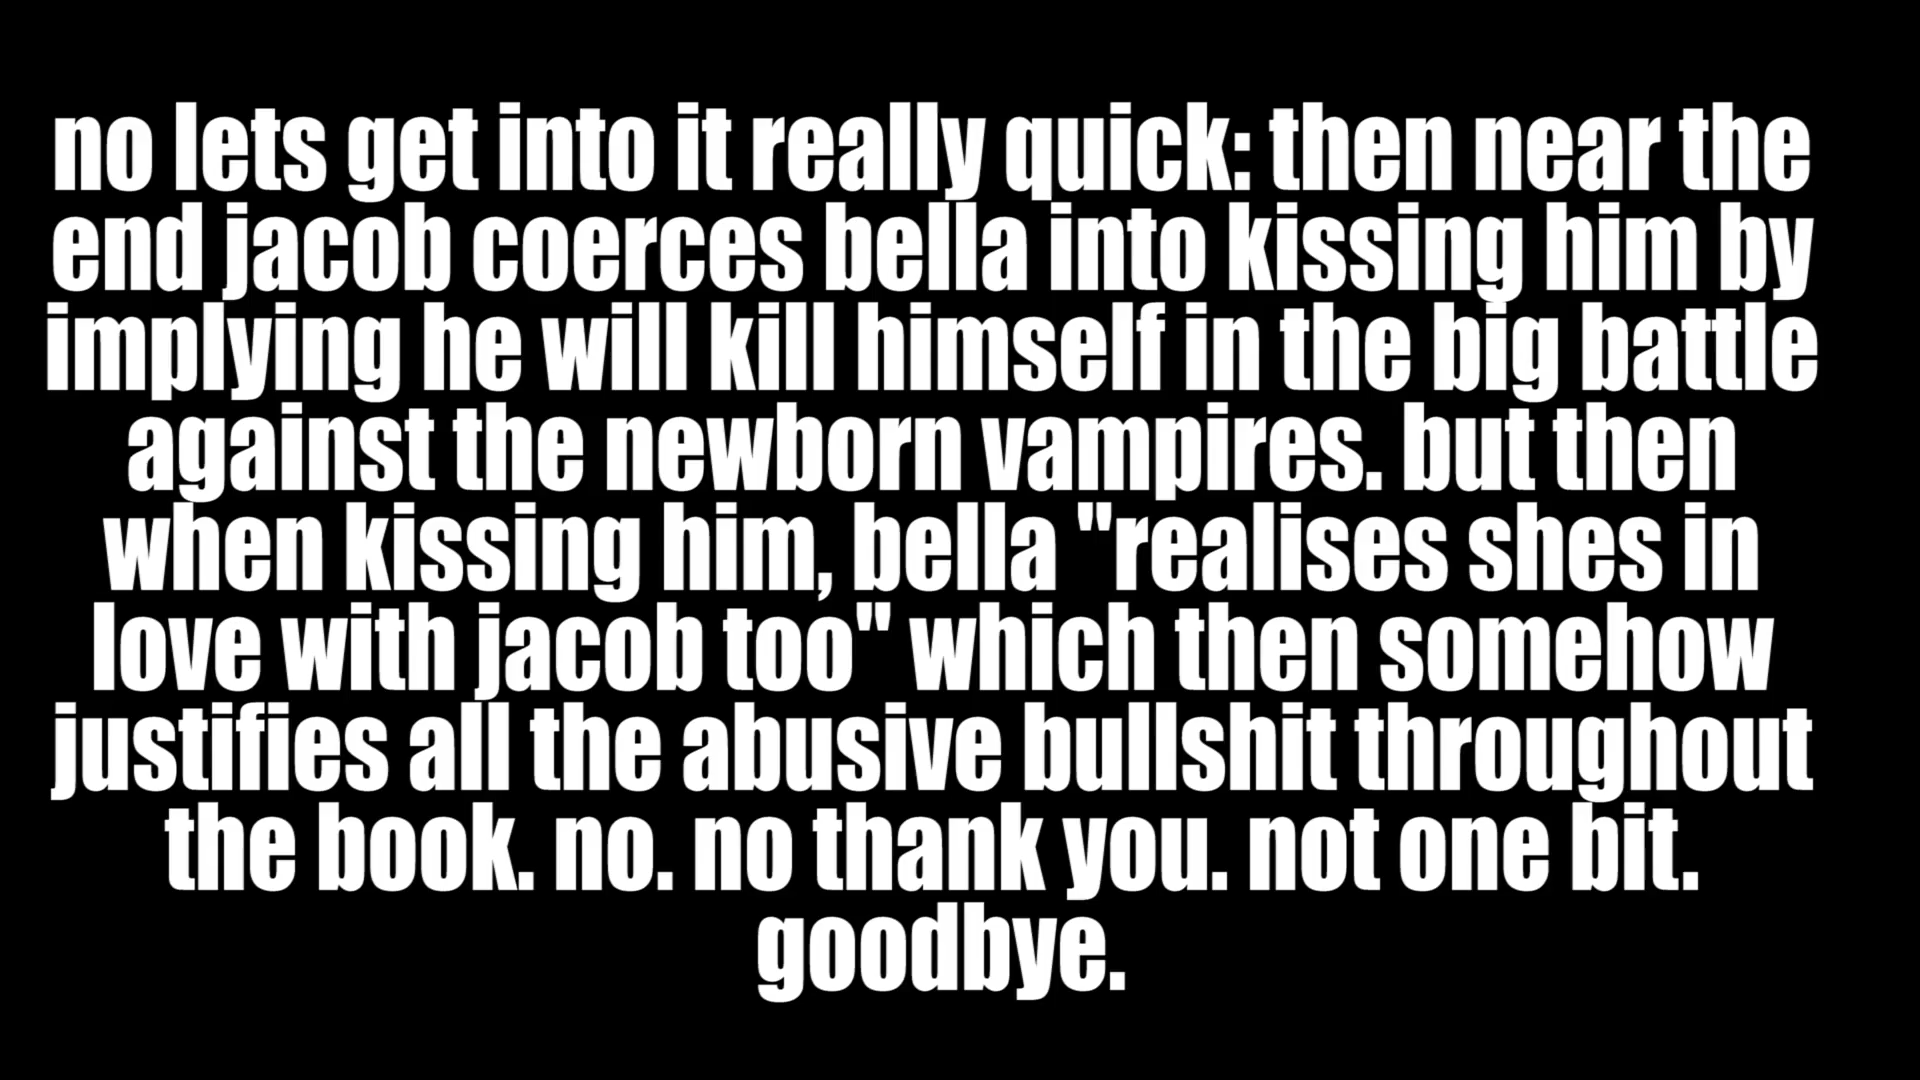 no lets get into it really quick: then near the
end jacob coerces bella into kissing him by
implying he will kill himself in the big battle
against the newborn vampires. but then
when kissing him, bella "realises shes in
love with jacob too" which then somehow
justifies all the abusive bullshit throughout
the book. no. no thank you. not one bit.
goodbye.